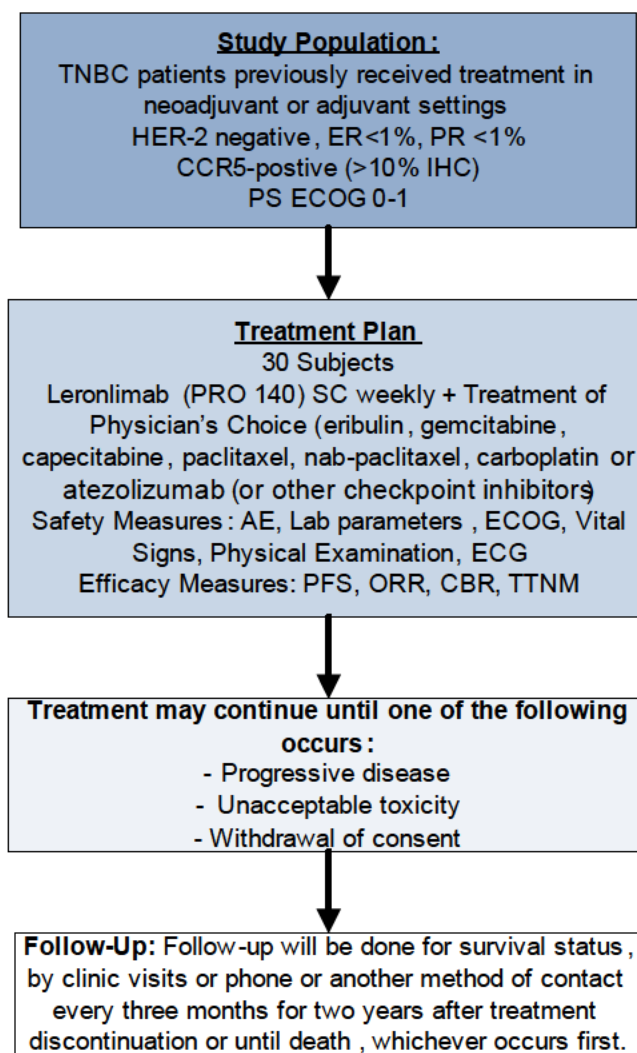 Study Population:
TNBC patients previously received treatment in
neoadjuvant or adjuvant settings
HER-2 negative, ER<1%, PR <1%
CCR5-postive (>10% IHC)
PS ECOG 0-1
Treatment Plan
30 Subjects
Leronlimab (PRO 140) SC weekly + Treatment of
Physician's Choice (eribulin, gemcitabine,
capecitabine, paclitaxel, nab-paclitaxel, carboplatin or
atezolizumab (or other checkpoint inhibitors)
Safety Measures: AE, Lab parameters, ECOG, Vital
Signs, Physical Examination, ECG
Efficacy Measures: PFS, ORR, CBR, TTNM
Treatment may continue until one of the following
occurs:
- Progressive disease
- Unacceptable toxicity
- Withdrawal of consent
Follow-Up: Follow-up will be done for survival status,
by clinic visits or phone or another method of contact
every three months for two years after treatment
discontinuation or until death, whichever occurs first.